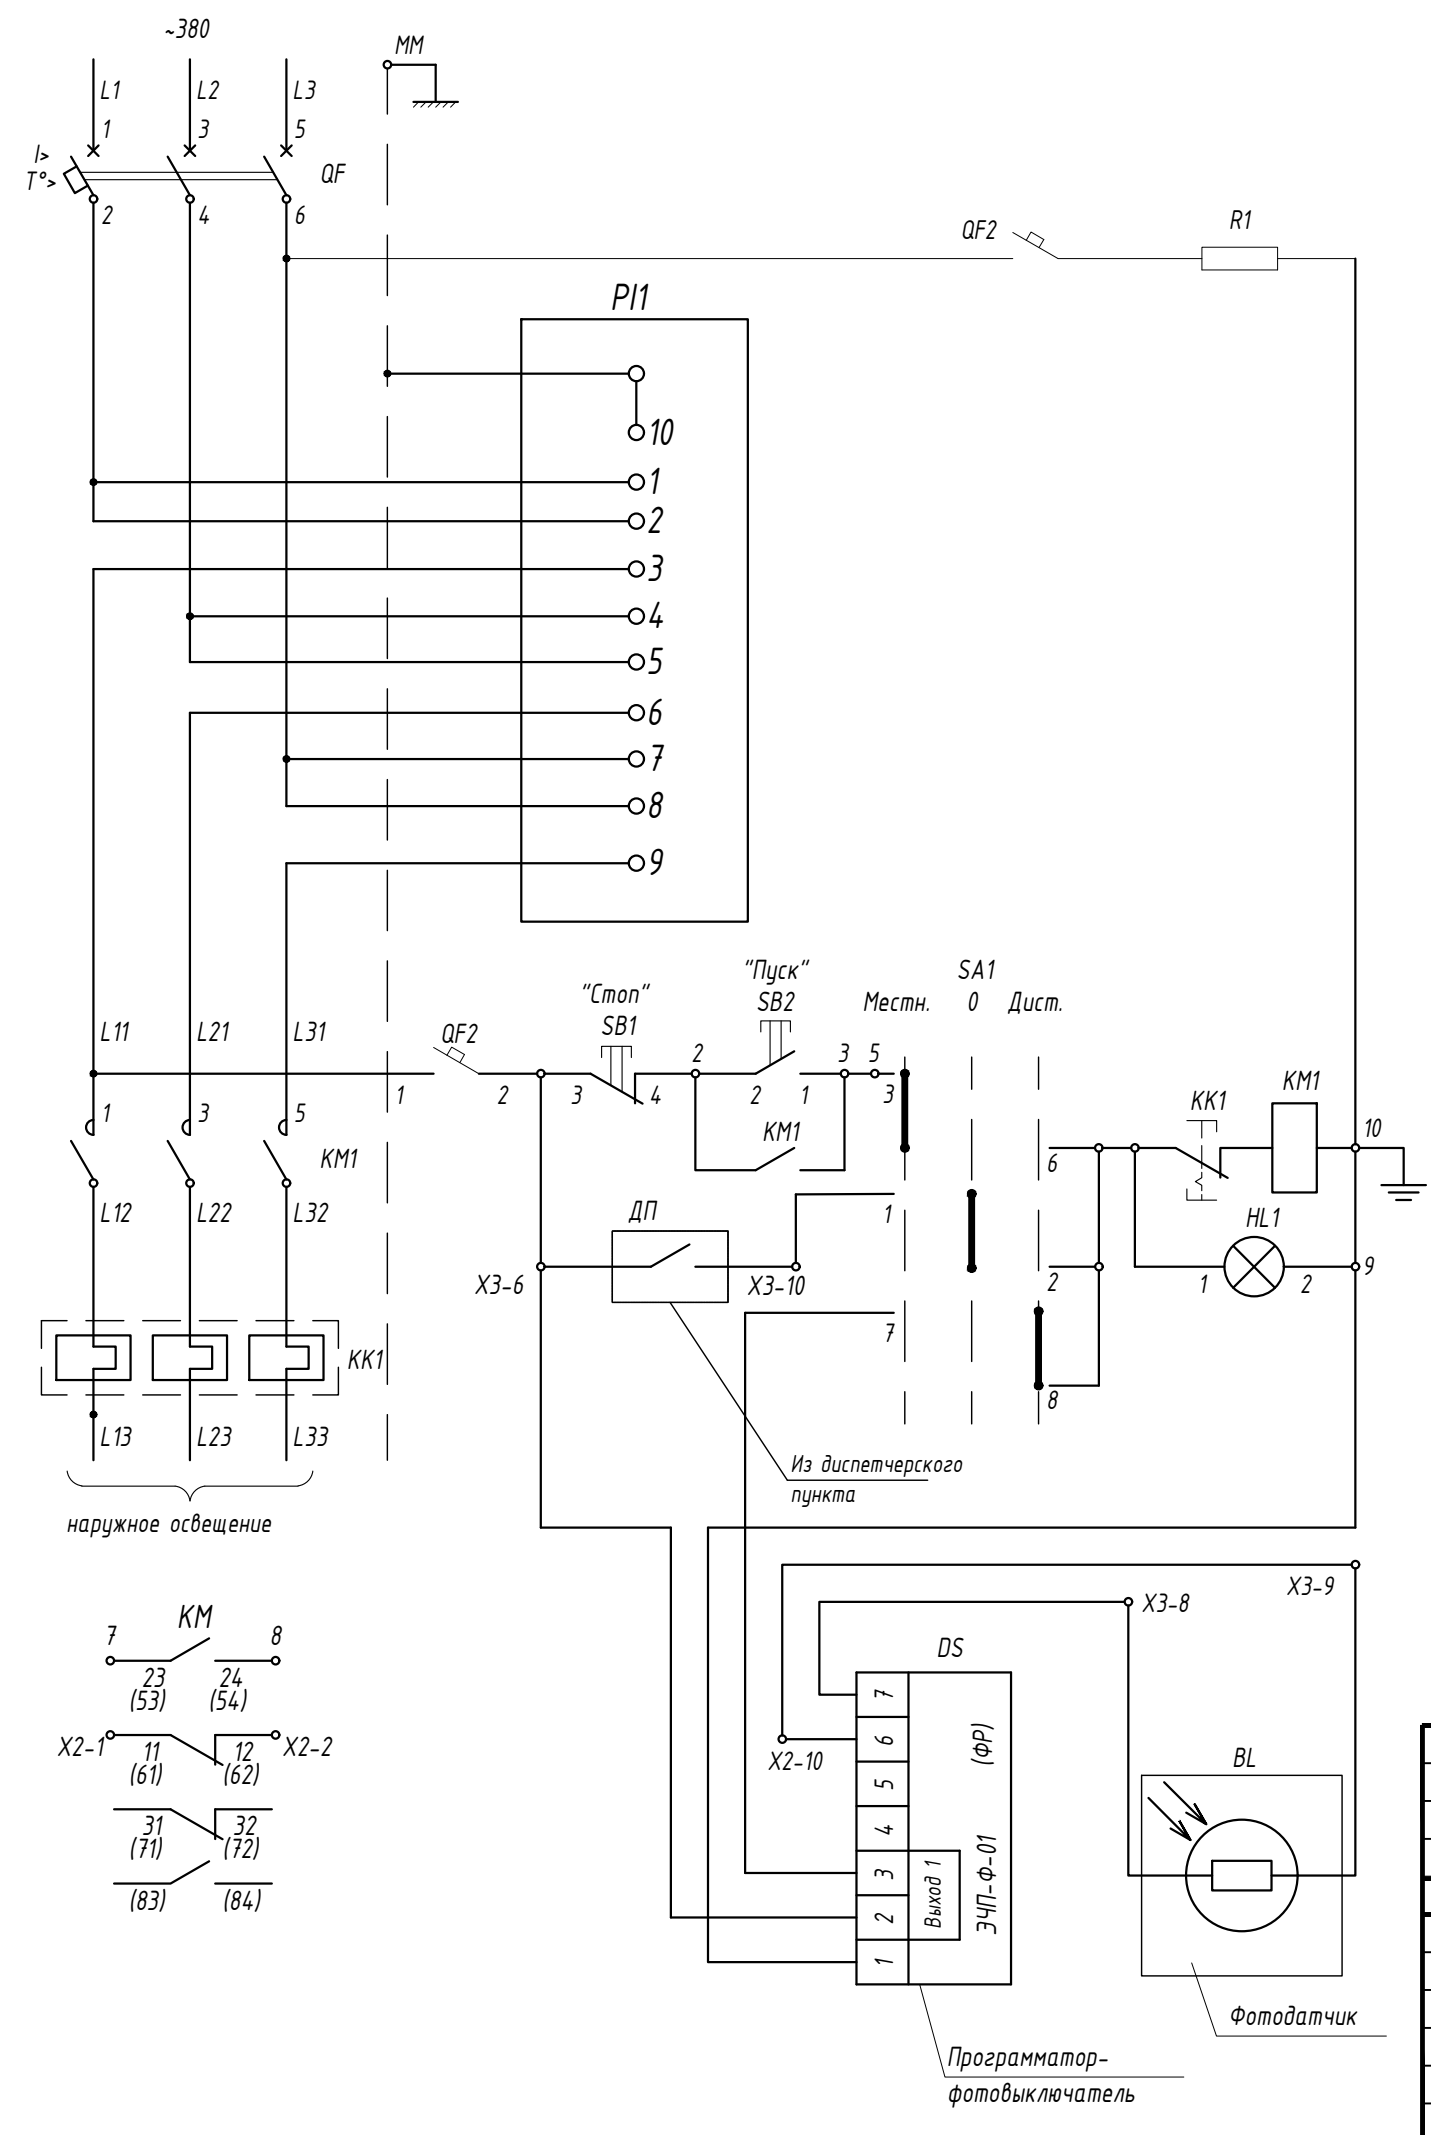 ~380
MM
L1 L2 L3
1 3 5
I>
T°>
QF
2 4 6
QF2
R1
PI1
10
1
2
3
4
5
6
7
8
9
"Пуск"
SA1
"Стоп"
SB2
Местн. 0 Дист.
SB1
L11 L21 L31
QF2
2 3 5
1 2 3 4 2 1 3
1 3 5
KM1
KM1
KK1
KM1
10
6
L12 L22 L32
ДП
1
HL1
X3-6
X3-10
2
1 2
9
7
KK1
8
L13 L23 L33
Из диспетчерского
пункта
наружное освещение
X3-9
X3-8
KM
7 8
23 24
(53) (54)
X2-1 11 12 X2-2
(61) (62)
31 32
(71) (72)
(83) (84)
DS
7
6
5
4
3
2
1
Выход 1
ЭЧП-Ф-01 (ФР)
X2-10
BL
Фотодатчик
Программатор-
фотовыключатель